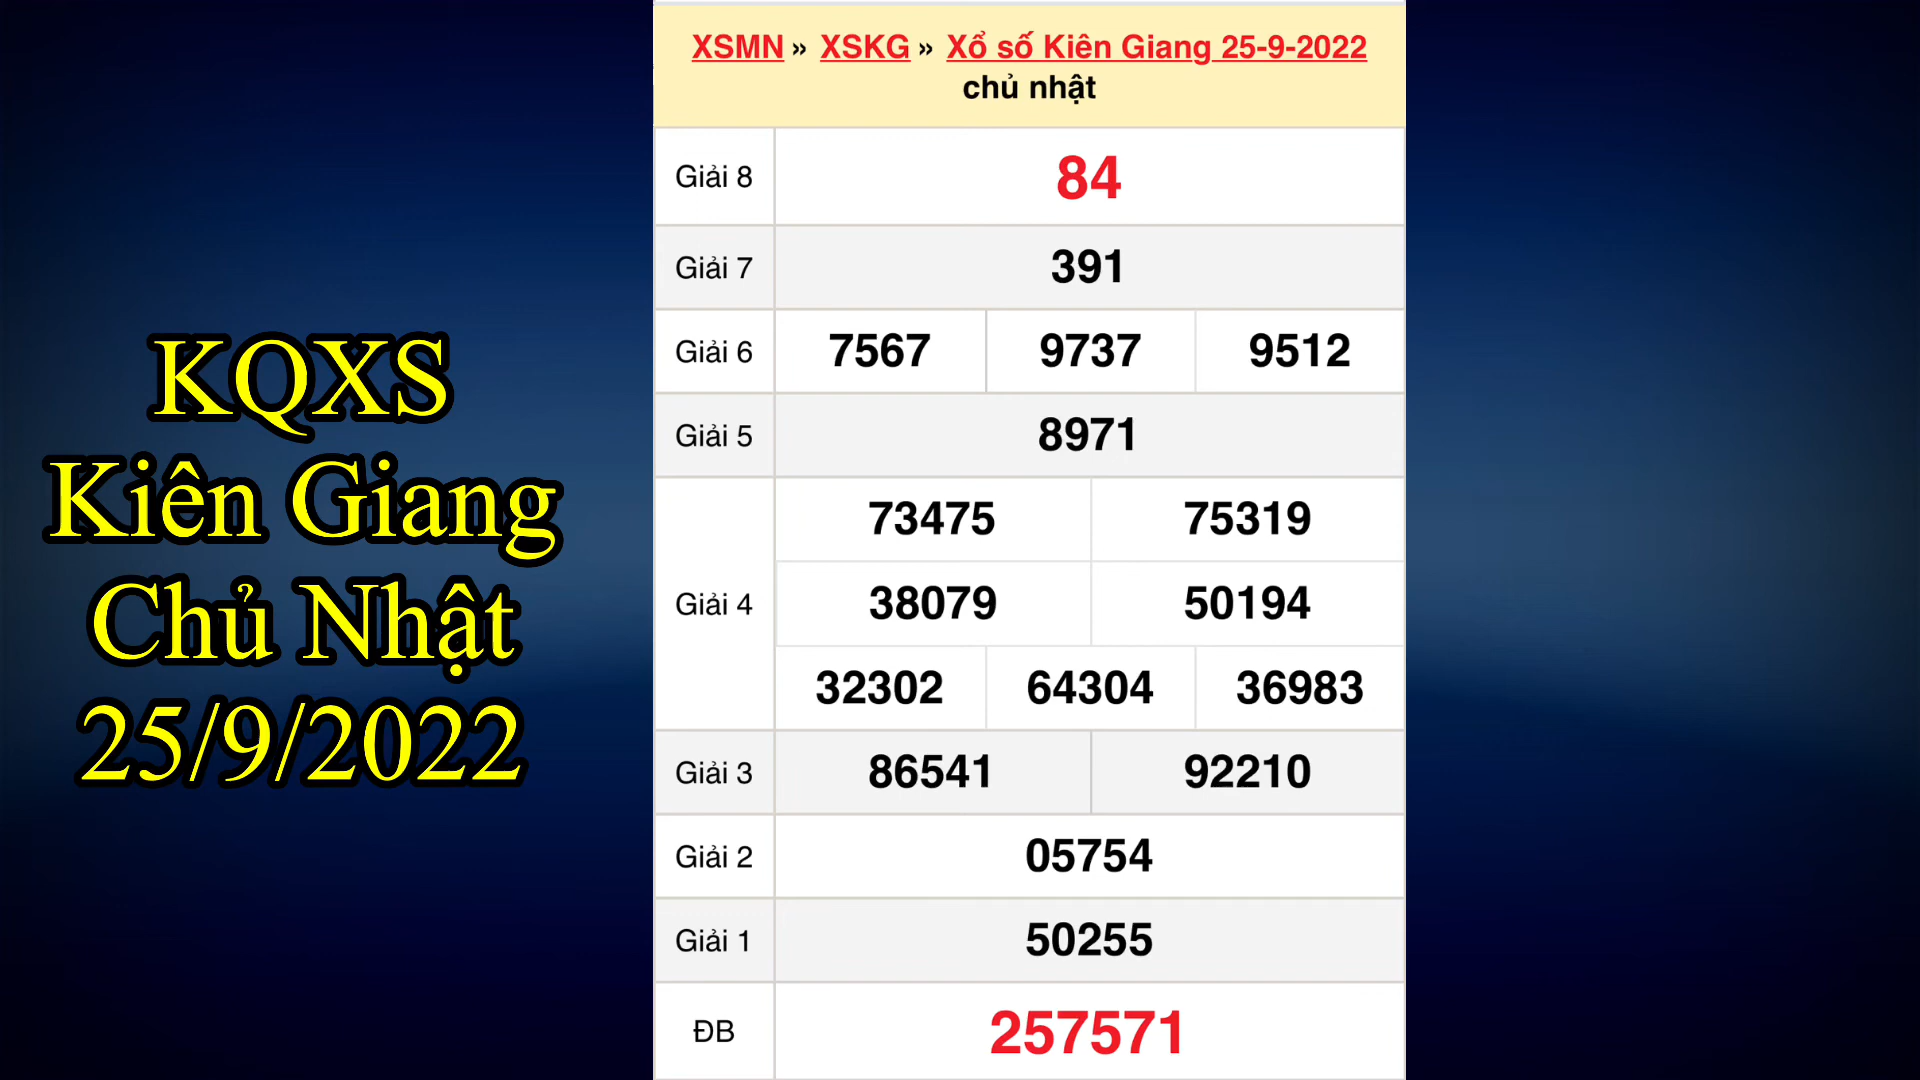 KQXS
Kiên Giang
Chủ Nhật
25/9/2022
XSMN » XSKG » Xổ số Kiên Giang 25-9-2022
chủ nhật
Giải 8 84
Giải 7 391
Giải 6 7567 9737 9512
Giải 5 8971
Giải 4
73475 75319
38079 50194
32302 64304 36983
Giải 3 86541 92210
Giải 2 05754
Giải 1 50255
ĐB 257571